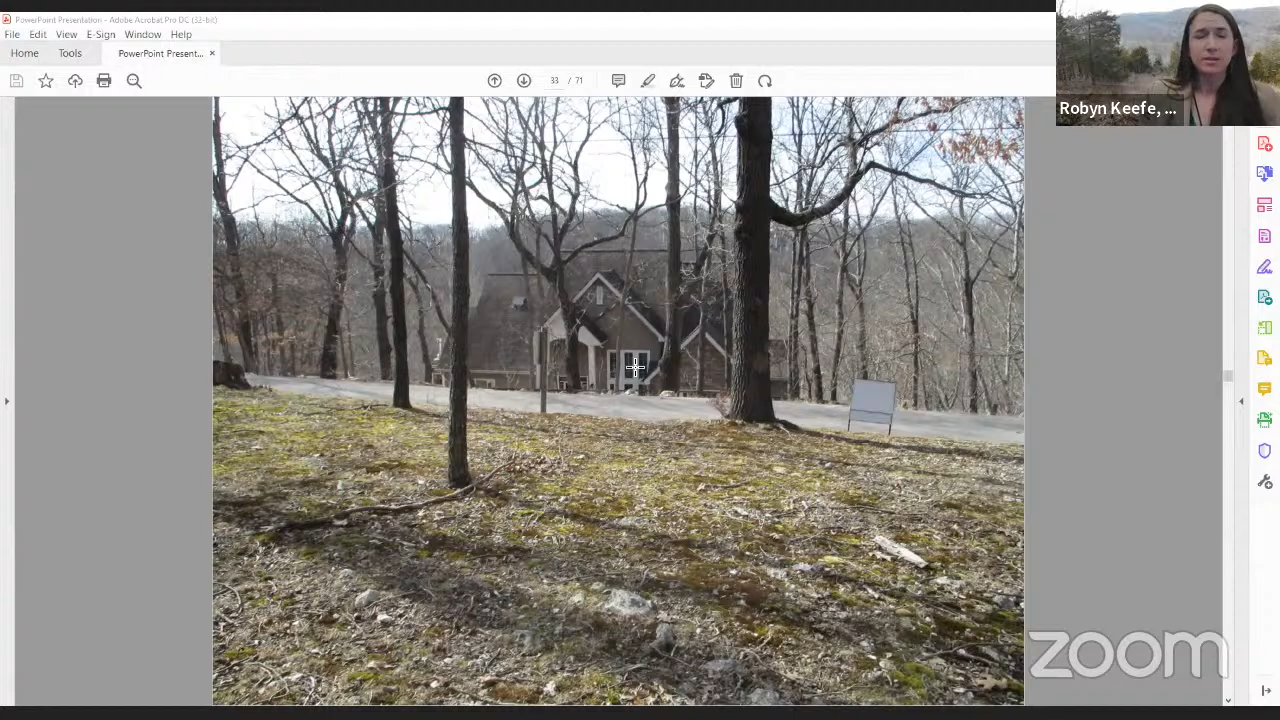 PowerPoint Presentation - Adobe Acrobat Pro DC (32-bit)
File Edit View E-Sign Window Help
Home Tools PowerPoint Present... ×
33 / 71
Robyn Keefe, ...
zoom